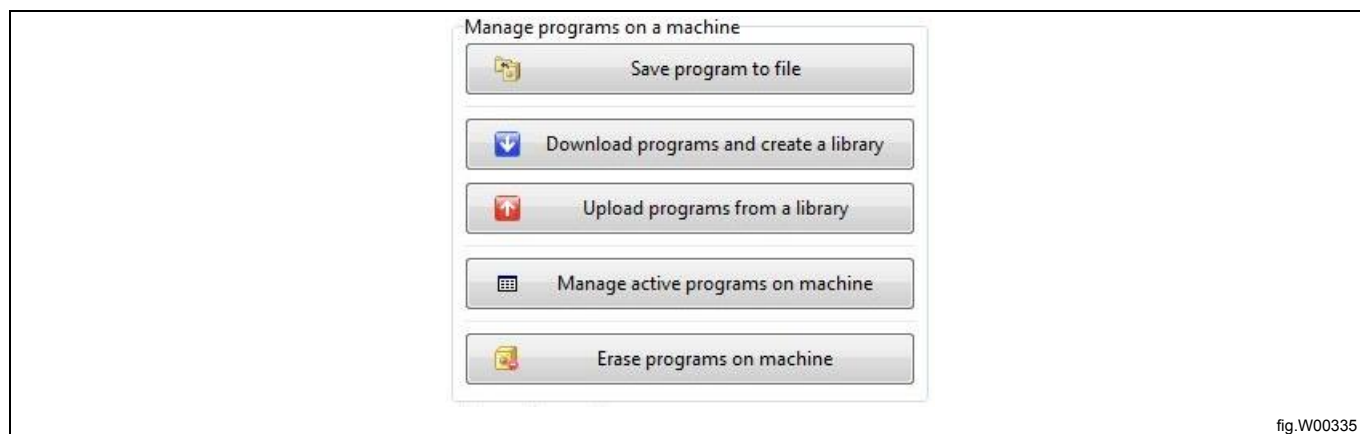 Manage programs on a machine
Save program to file
Download programs and create a library
Upload programs from a library
Manage active programs on machine
Erase programs on machine
fig.W00335